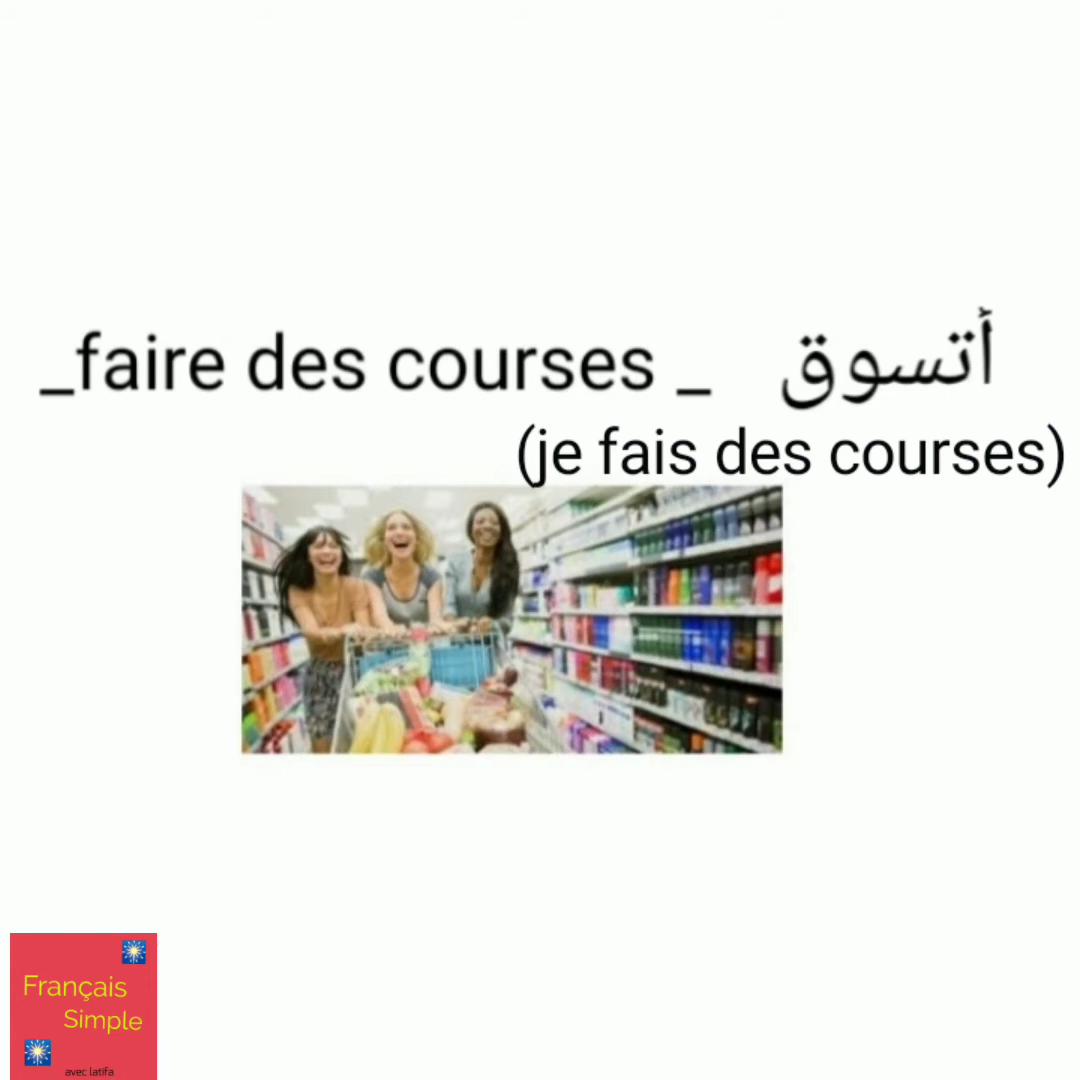 _faire des courses _ أتسوق
(je fais des courses)
Français
Simple
avec latifa